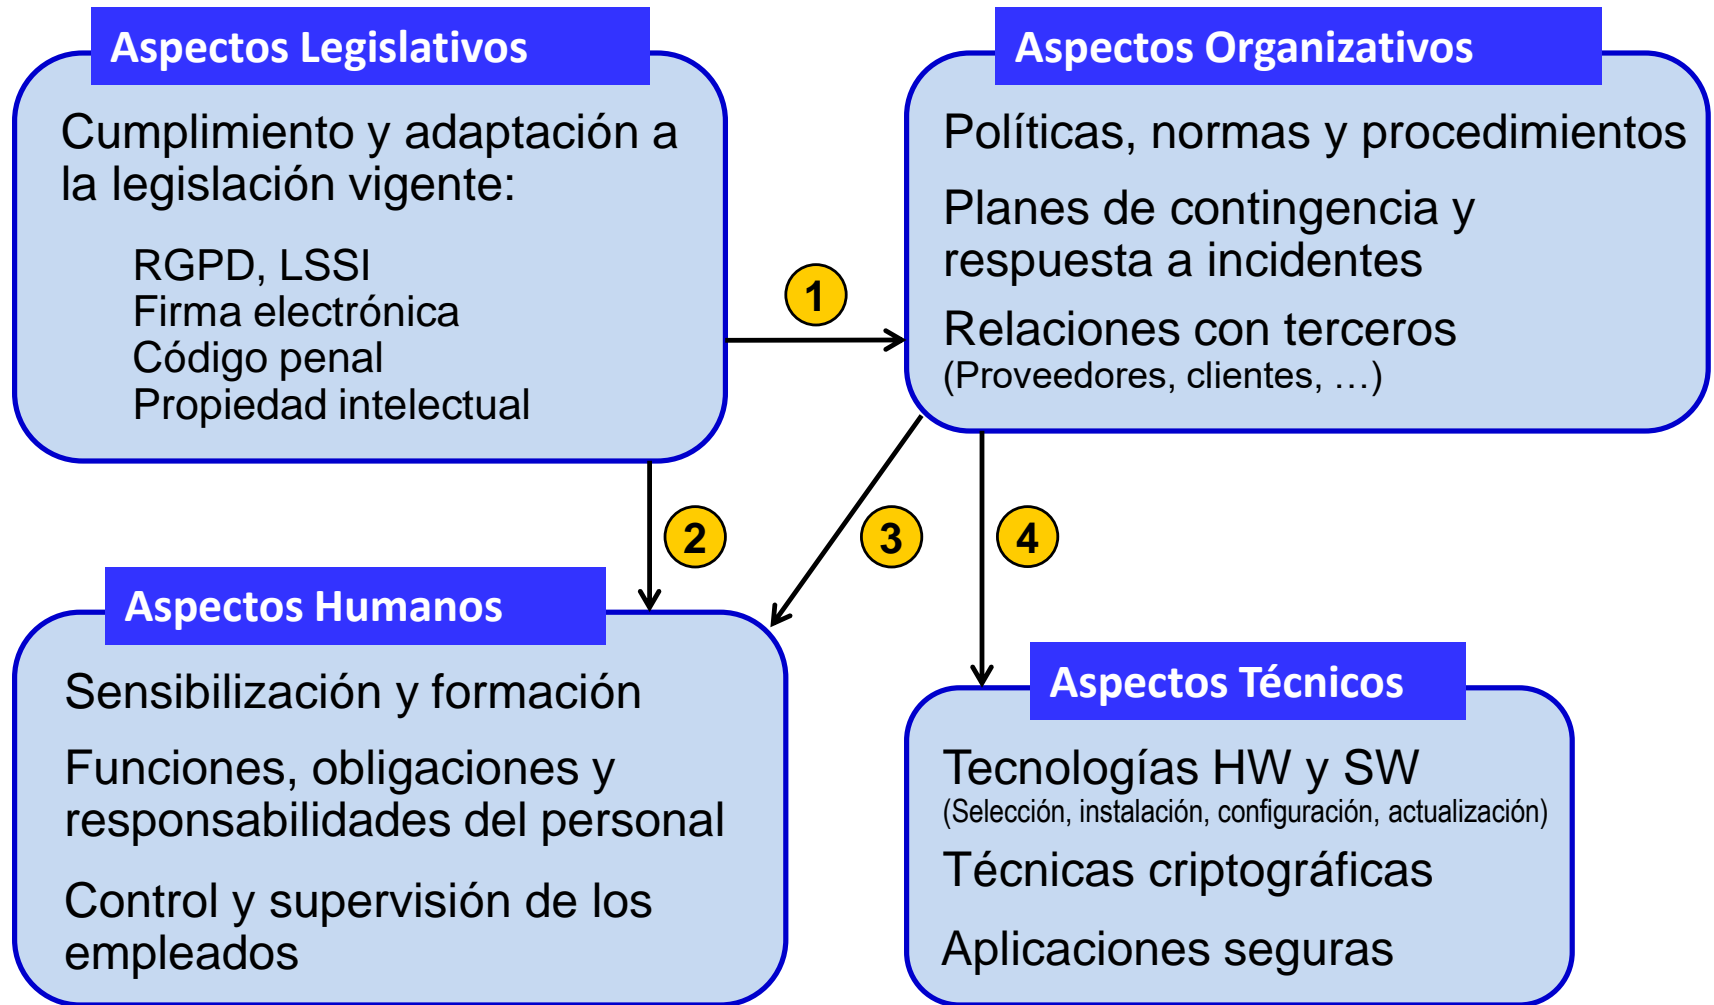 Aspectos Legislativos
Cumplimiento y adaptación a
la legislación vigente:
RGPD, LSSI
Firma electrónica
Código penal
Propiedad intelectual
Aspectos Organizativos
Políticas, normas y procedimientos
Planes de contingencia y
respuesta a incidentes
Relaciones con terceros
(Proveedores, clientes, …)
1
2
3
4
Aspectos Humanos
Sensibilización y formación
Funciones, obligaciones y
responsabilidades del personal
Control y supervisión de los
empleados
Aspectos Técnicos
Tecnologías HW y SW
(Selección, instalación, configuración, actualización)
Técnicas criptográficas
Aplicaciones seguras